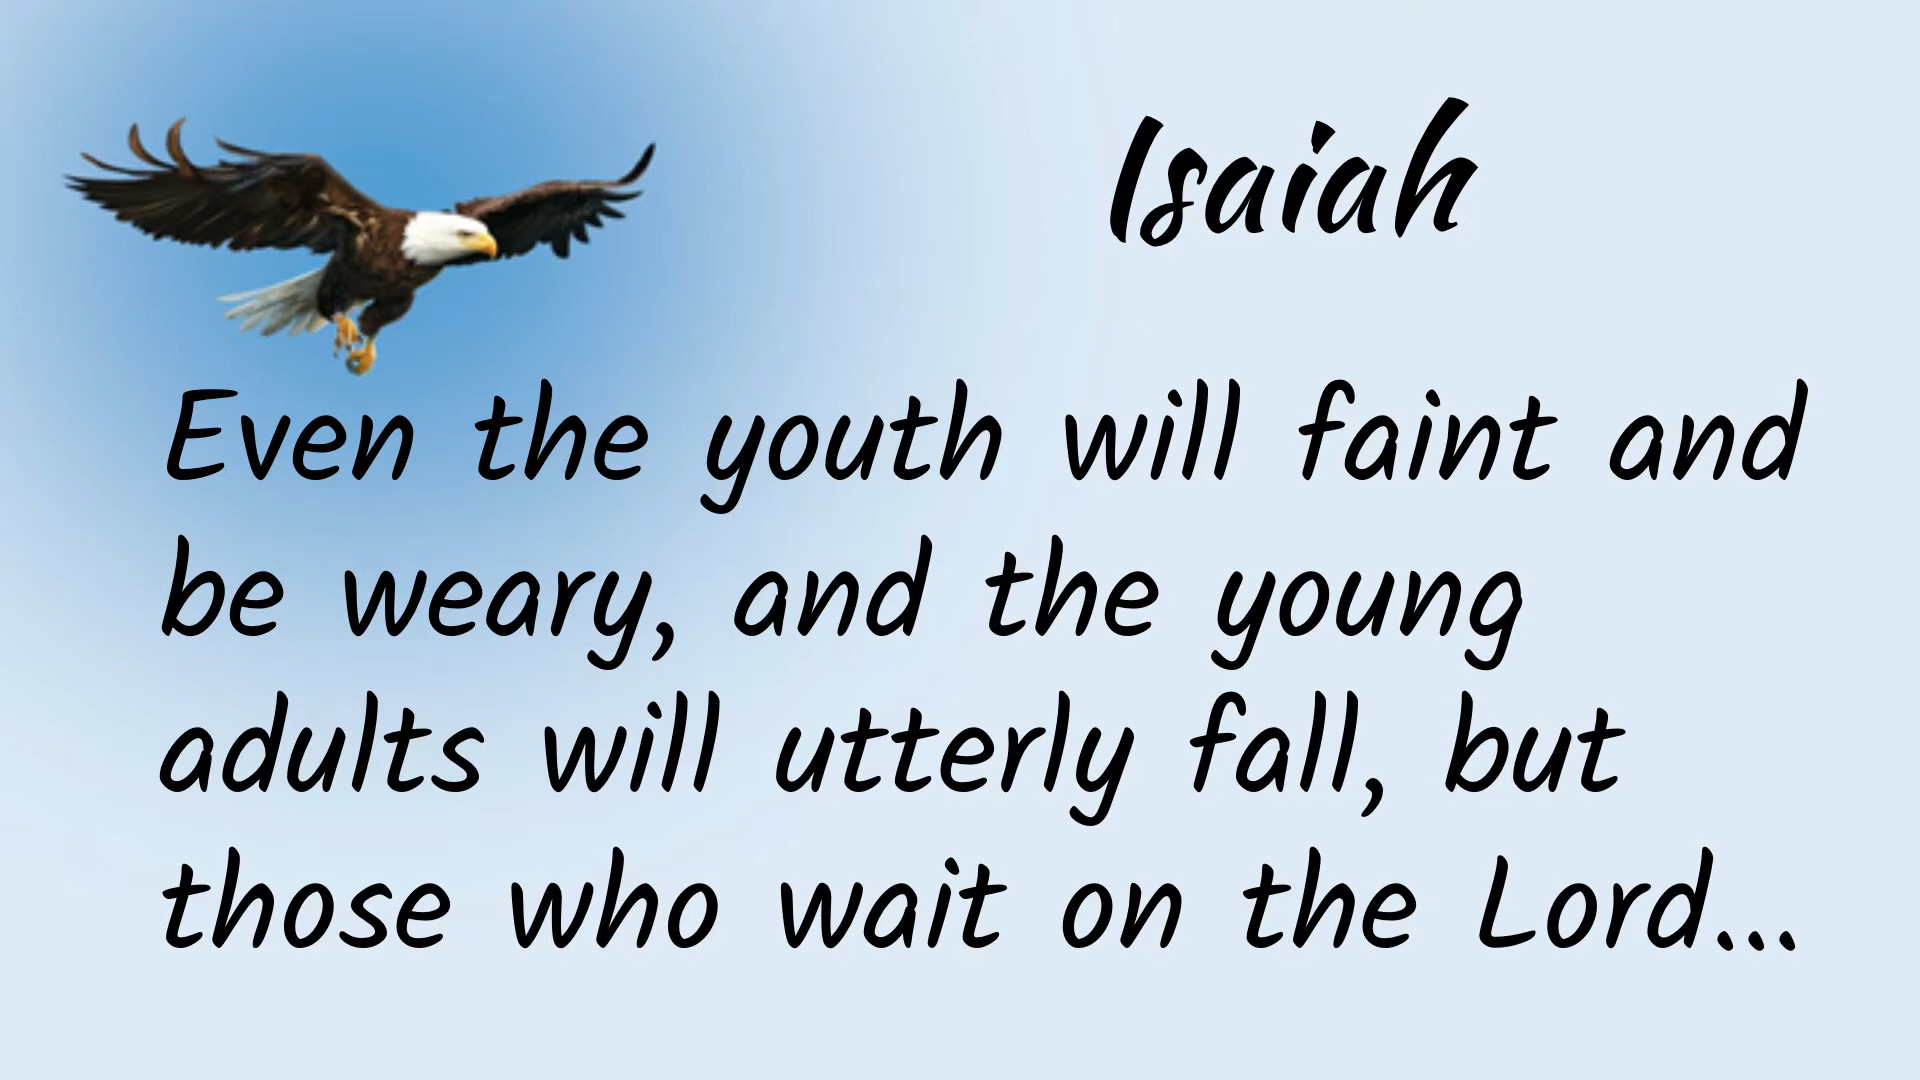 Isaiah
Even the youth will faint and
be weary, and the young
adults will utterly fall, but
those who wait on the Lord...